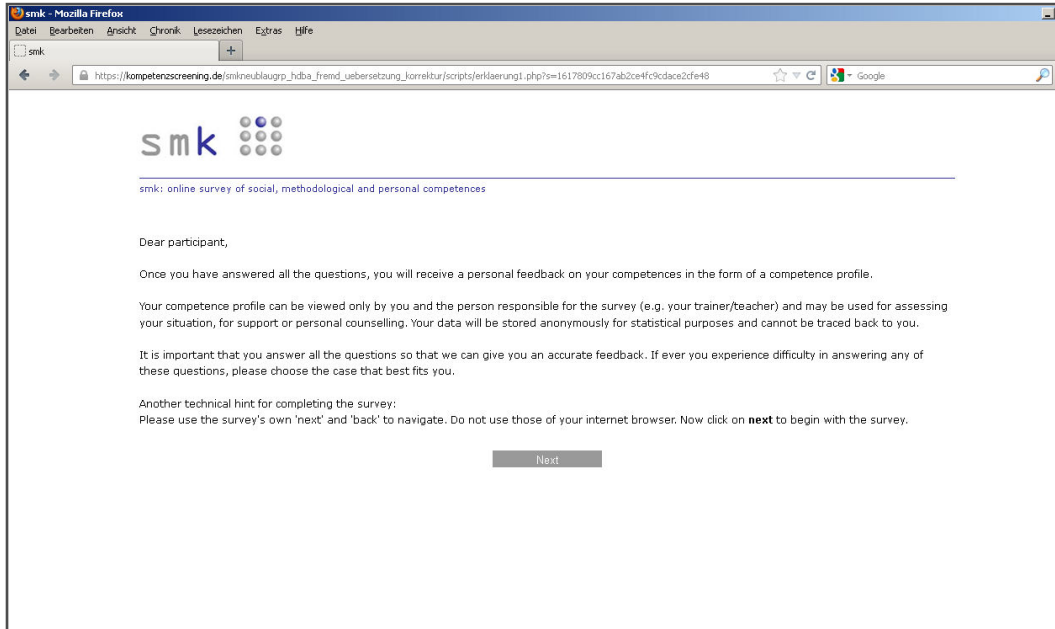 smk - Mozilla Firefox
Datei Bearbeiten Ansicht Chronik Lesezeichen Extras Hilfe
smk
https://kompetenzscreening.de/smkneublaugrp_hdba_fremd_uebersetzung_korrektur/scripts/erklaerung1.php?s=1617809cc167ab2ce4fc9cdace2cfe48 Google
smk
smk: online survey of social, methodological and personal competences
Dear participant,
Once you have answered all the questions, you will receive a personal feedback on your competences in the form of a competence profile.
Your competence profile can be viewed only by you and the person responsible for the survey (e.g. your trainer/teacher) and may be used for assessing
your situation, for support or personal counselling. Your data will be stored anonymously for statistical purposes and cannot be traced back to you.
It is important that you answer all the questions so that we can give you an accurate feedback. If ever you experience difficulty in answering any of
these questions, please choose the case that best fits you.
Another technical hint for completing the survey:
Please use the survey's own 'next' and 'back' to navigate. Do not use those of your internet browser. Now click on next to begin with the survey.
Next